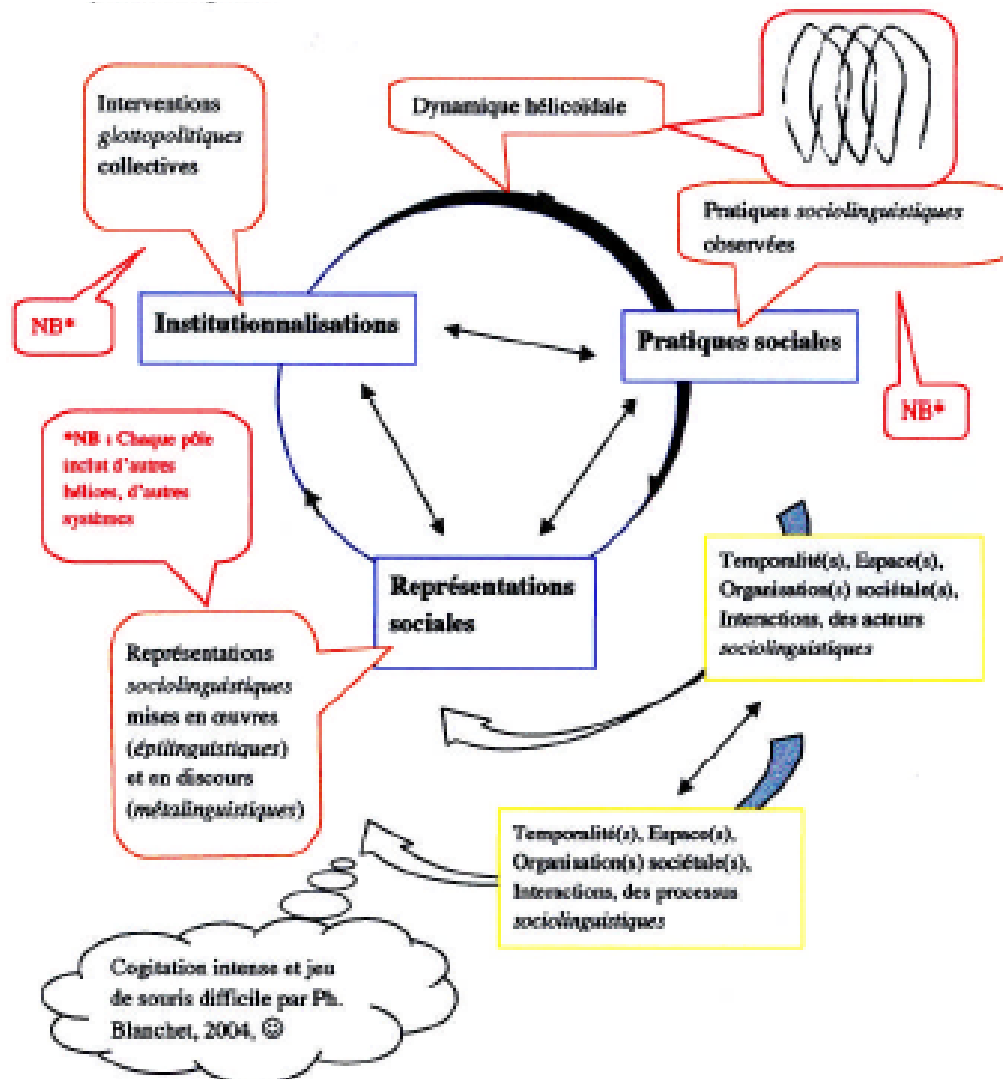 Interventions
glottopolitiques
collectives
Dynamique hélicoïdale
Pratiques sociolinguistiques
observées
NB*
Institutionnalisations
Pratiques sociales
NB*
*NB : Chaque pôle
inclut d'autres
hélices, d'autres
systèmes
Représentations
sociales
Temporalité(s), Espace(s),
Organisation(s) sociétale(s),
Interactions, des acteurs
sociolinguistiques
Représentations
sociolinguistiques
mises en œuvres
(épilinguistiques)
et en discours
(métalinguistiques)
Temporalité(s), Espace(s),
Organisation(s) sociétale(s),
Interactions, des processus
sociolinguistiques
Cogitation intense et jeu
de souris difficile par Ph.
Blanchet, 2004, ☺